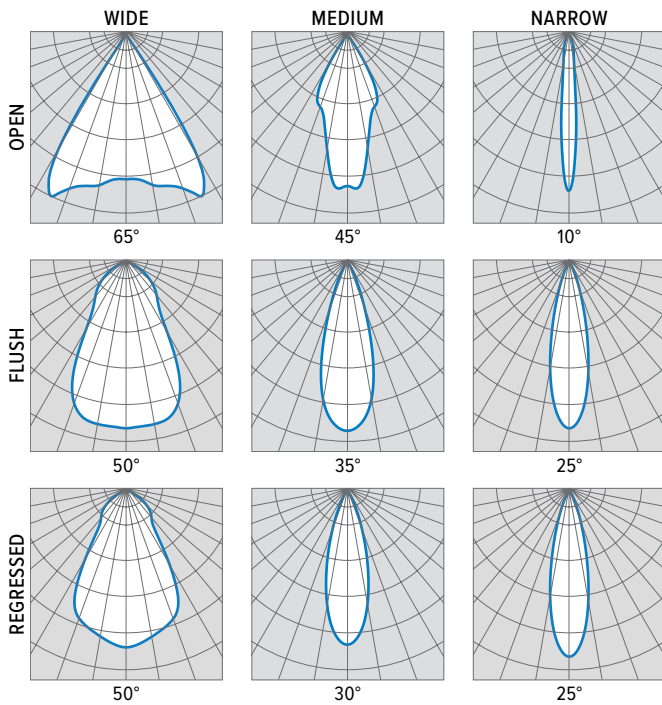 WIDE MEDIUM NARROW
OPEN
65° 45° 10°
FLUSH
50° 35° 25°
REGRESSED
50° 30° 25°